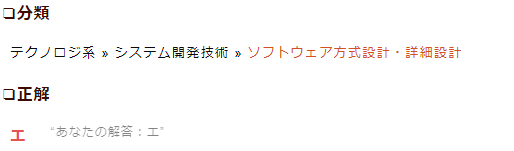 ❏分類
テクノロジ系 » システム開発技術 » ソフトウェア方式設計・詳細設計
❏正解
エ “あなたの解答：エ”